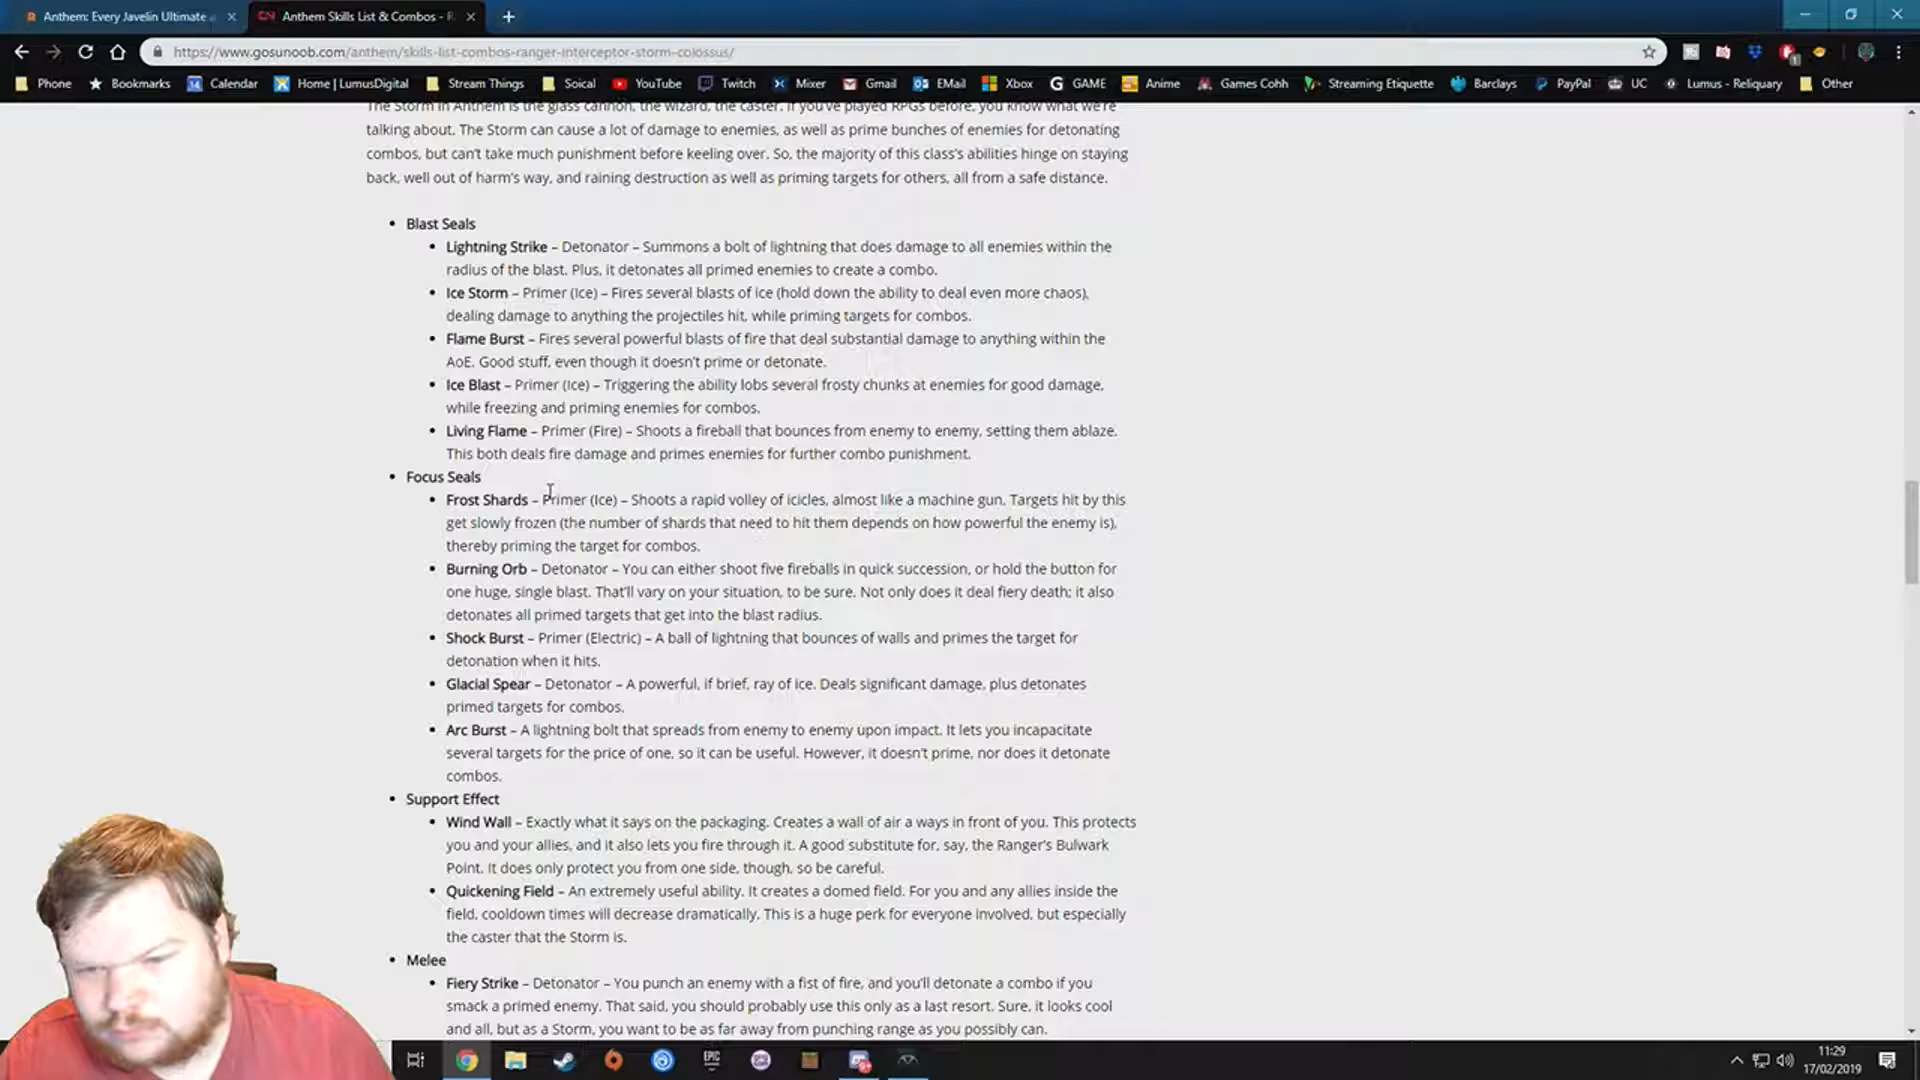 Anthem: Every Javelin Ultimate
Anthem Skills List & Combos - R
https://www.gosunoob.com/anthem/skills-list-combos-ranger-interceptor-storm-colossus/
1
Phone Bookmarks Calendar Home | LumusDigital Stream Things Soical YouTube Twitch Mixer Gmail EMail Xbox GAME Anime Games Cohh Streaming Etiquette Barclays PayPal UC Lumus - Reliquary Other
The Storm in Anthem is the glass cannon, the wizard, the caster. If you've played RPGs before, you know what we're
talking about. The Storm can cause a lot of damage to enemies, as well as prime bunches of enemies for detonating
combos, but can't take much punishment before keeling over. So, the majority of this class's abilities hinge on staying
back, well out of harm's way, and raining destruction as well as priming targets for others, all from a safe distance.
• Blast Seals
• Lightning Strike – Detonator – Summons a bolt of lightning that does damage to all enemies within the
radius of the blast. Plus, it detonates all primed enemies to create a combo.
• Ice Storm – Primer (Ice) – Fires several blasts of ice (hold down the ability to deal even more chaos),
dealing damage to anything the projectiles hit, while priming targets for combos.
• Flame Burst – Fires several powerful blasts of fire that deal substantial damage to anything within the
AoE. Good stuff, even though it doesn't prime or detonate.
• Ice Blast – Primer (Ice) – Triggering the ability lobs several frosty chunks at enemies for good damage,
while freezing and priming enemies for combos.
• Living Flame – Primer (Fire) – Shoots a fireball that bounces from enemy to enemy, setting them ablaze.
This both deals fire damage and primes enemies for further combo punishment.
• Focus Seals
• Frost Shards – Primer (Ice) – Shoots a rapid volley of icicles, almost like a machine gun. Targets hit by this
get slowly frozen (the number of shards that need to hit them depends on how powerful the enemy is),
thereby priming the target for combos.
• Burning Orb – Detonator – You can either shoot five fireballs in quick succession, or hold the button for
one huge, single blast. That'll vary on your situation, to be sure. Not only does it deal fiery death; it also
detonates all primed targets that get into the blast radius.
• Shock Burst – Primer (Electric) – A ball of lightning that bounces of walls and primes the target for
detonation when it hits.
• Glacial Spear – Detonator – A powerful, if brief, ray of ice. Deals significant damage, plus detonates
primed targets for combos.
• Arc Burst – A lightning bolt that spreads from enemy to enemy upon impact. It lets you incapacitate
several targets for the price of one, so it can be useful. However, it doesn't prime, nor does it detonate
combos.
• Support Effect
• Wind Wall – Exactly what it says on the packaging. Creates a wall of air a ways in front of you. This protects
you and your allies, and it also lets you fire through it. A good substitute for, say, the Ranger's Bulwark
Point. It does only protect you from one side, though, so be careful.
• Quickening Field – An extremely useful ability. It creates a domed field. For you and any allies inside the
field, cooldown times will decrease dramatically. This is a huge perk for everyone involved, but especially
the caster that the Storm is.
• Melee
• Fiery Strike – Detonator – You punch an enemy with a fist of fire, and you'll detonate a combo if you
smack a primed enemy. That said, you should probably use this only as a last resort. Sure, it looks cool
and all, but as a Storm, you want to be as far away from punching range as you possibly can.
EPIC
11:29
17/02/2019